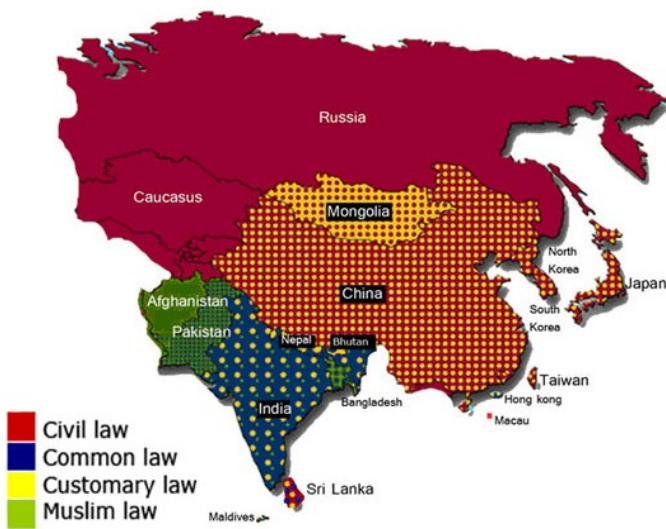 Russia
Caucasus
Mongolia
North
Korea
Japan
China
South
Korea
Afghanistan
Pakistan
Nepal
Bhutan
Taiwan
Hong kong
Macau
Bangladesh
India
Sri Lanka
Maldives
Civil law
Common law
Customary law
Muslim law